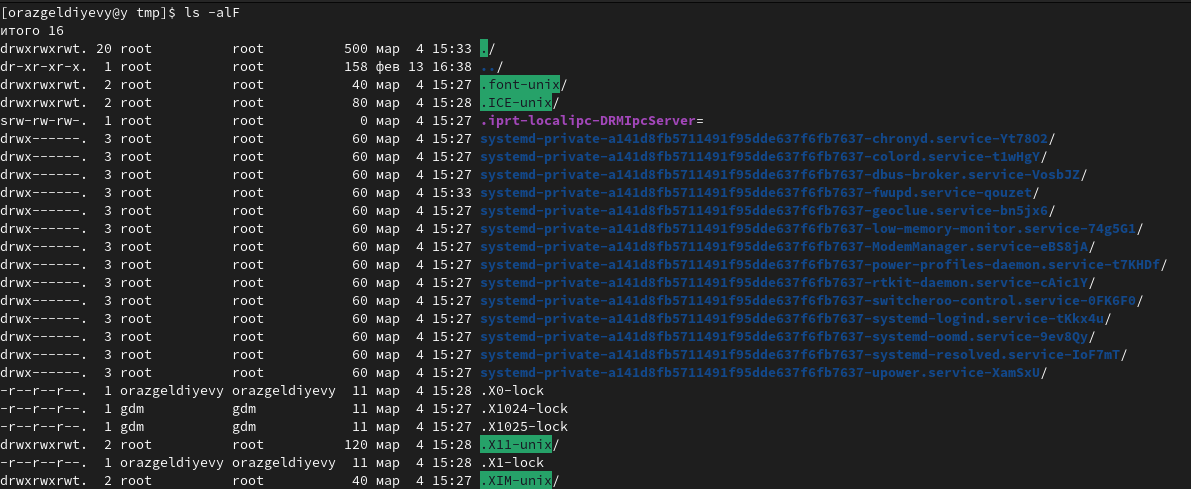 [orazgeldiyevy@y tmp]$ ls -alF
итого 16
drwxrwxrwt. 20 root root 500 мар 4 15:33 ./
dr-xr-xr-x. 1 root root 158 фев 13 16:38 ../
drwxrwxrwt. 2 root root 40 мар 4 15:27 .font-unix/
drwxrwxrwt. 2 root root 80 мар 4 15:28 .ICE-unix/
srw-rw-rw-. 1 root root 0 мар 4 15:27 .iprt-localipc-DRMIpcServer=
drwx------. 3 root root 60 мар 4 15:27 systemd-private-a141d8fb5711491f95dde637f6fb7637-chronyd.service-Yt78O2/
drwx------. 3 root root 60 мар 4 15:27 systemd-private-a141d8fb5711491f95dde637f6fb7637-colord.service-t1wHgY/
drwx------. 3 root root 60 мар 4 15:27 systemd-private-a141d8fb5711491f95dde637f6fb7637-dbus-broker.service-VosbJZ/
drwx------. 3 root root 60 мар 4 15:33 systemd-private-a141d8fb5711491f95dde637f6fb7637-fwupd.service-qouzet/
drwx------. 3 root root 60 мар 4 15:27 systemd-private-a141d8fb5711491f95dde637f6fb7637-geoclue.service-bn5jx6/
drwx------. 3 root root 60 мар 4 15:27 systemd-private-a141d8fb5711491f95dde637f6fb7637-low-memory-monitor.service-74g5G1/
drwx------. 3 root root 60 мар 4 15:27 systemd-private-a141d8fb5711491f95dde637f6fb7637-ModemManager.service-eBS8jA/
drwx------. 3 root root 60 мар 4 15:27 systemd-private-a141d8fb5711491f95dde637f6fb7637-power-profiles-daemon.service-t7KHDf/
drwx------. 3 root root 60 мар 4 15:27 systemd-private-a141d8fb5711491f95dde637f6fb7637-rtkit-daemon.service-cAic1Y/
drwx------. 3 root root 60 мар 4 15:27 systemd-private-a141d8fb5711491f95dde637f6fb7637-switcheroo-control.service-0FK6F0/
drwx------. 3 root root 60 мар 4 15:27 systemd-private-a141d8fb5711491f95dde637f6fb7637-systemd-logind.service-tKkx4u/
drwx------. 3 root root 60 мар 4 15:27 systemd-private-a141d8fb5711491f95dde637f6fb7637-systemd-oomd.service-9ev8Qy/
drwx------. 3 root root 60 мар 4 15:27 systemd-private-a141d8fb5711491f95dde637f6fb7637-systemd-resolved.service-IoF7mT/
drwx------. 3 root root 60 мар 4 15:27 systemd-private-a141d8fb5711491f95dde637f6fb7637-upower.service-XamSxU/
-r--r--r--. 1 orazgeldiyevy orazgeldiyevy 11 мар 4 15:28 .X0-lock
-r--r--r--. 1 gdm gdm 11 мар 4 15:27 .X1024-lock
-r--r--r--. 1 gdm gdm 11 мар 4 15:27 .X1025-lock
drwxrwxrwt. 2 root root 120 мар 4 15:28 .X11-unix/
-r--r--r--. 1 orazgeldiyevy orazgeldiyevy 11 мар 4 15:28 .X1-lock
drwxrwxrwt. 2 root root 40 мар 4 15:27 .XIM-unix/